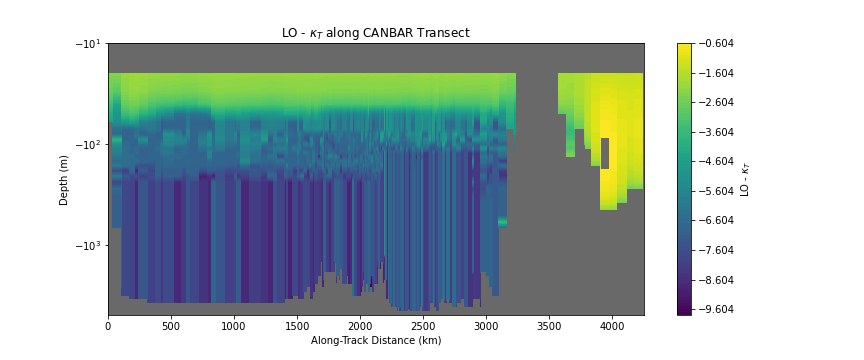 LO - κ_T along CANBAR Transect
−10¹
−10²
−10³
Depth (m)
0 500 1000 1500 2000 2500 3000 3500 4000
Along-Track Distance (km)
−0.604
−1.604
−2.604
−3.604
−4.604
−5.604
−6.604
−7.604
−8.604
−9.604
LO - κ_T